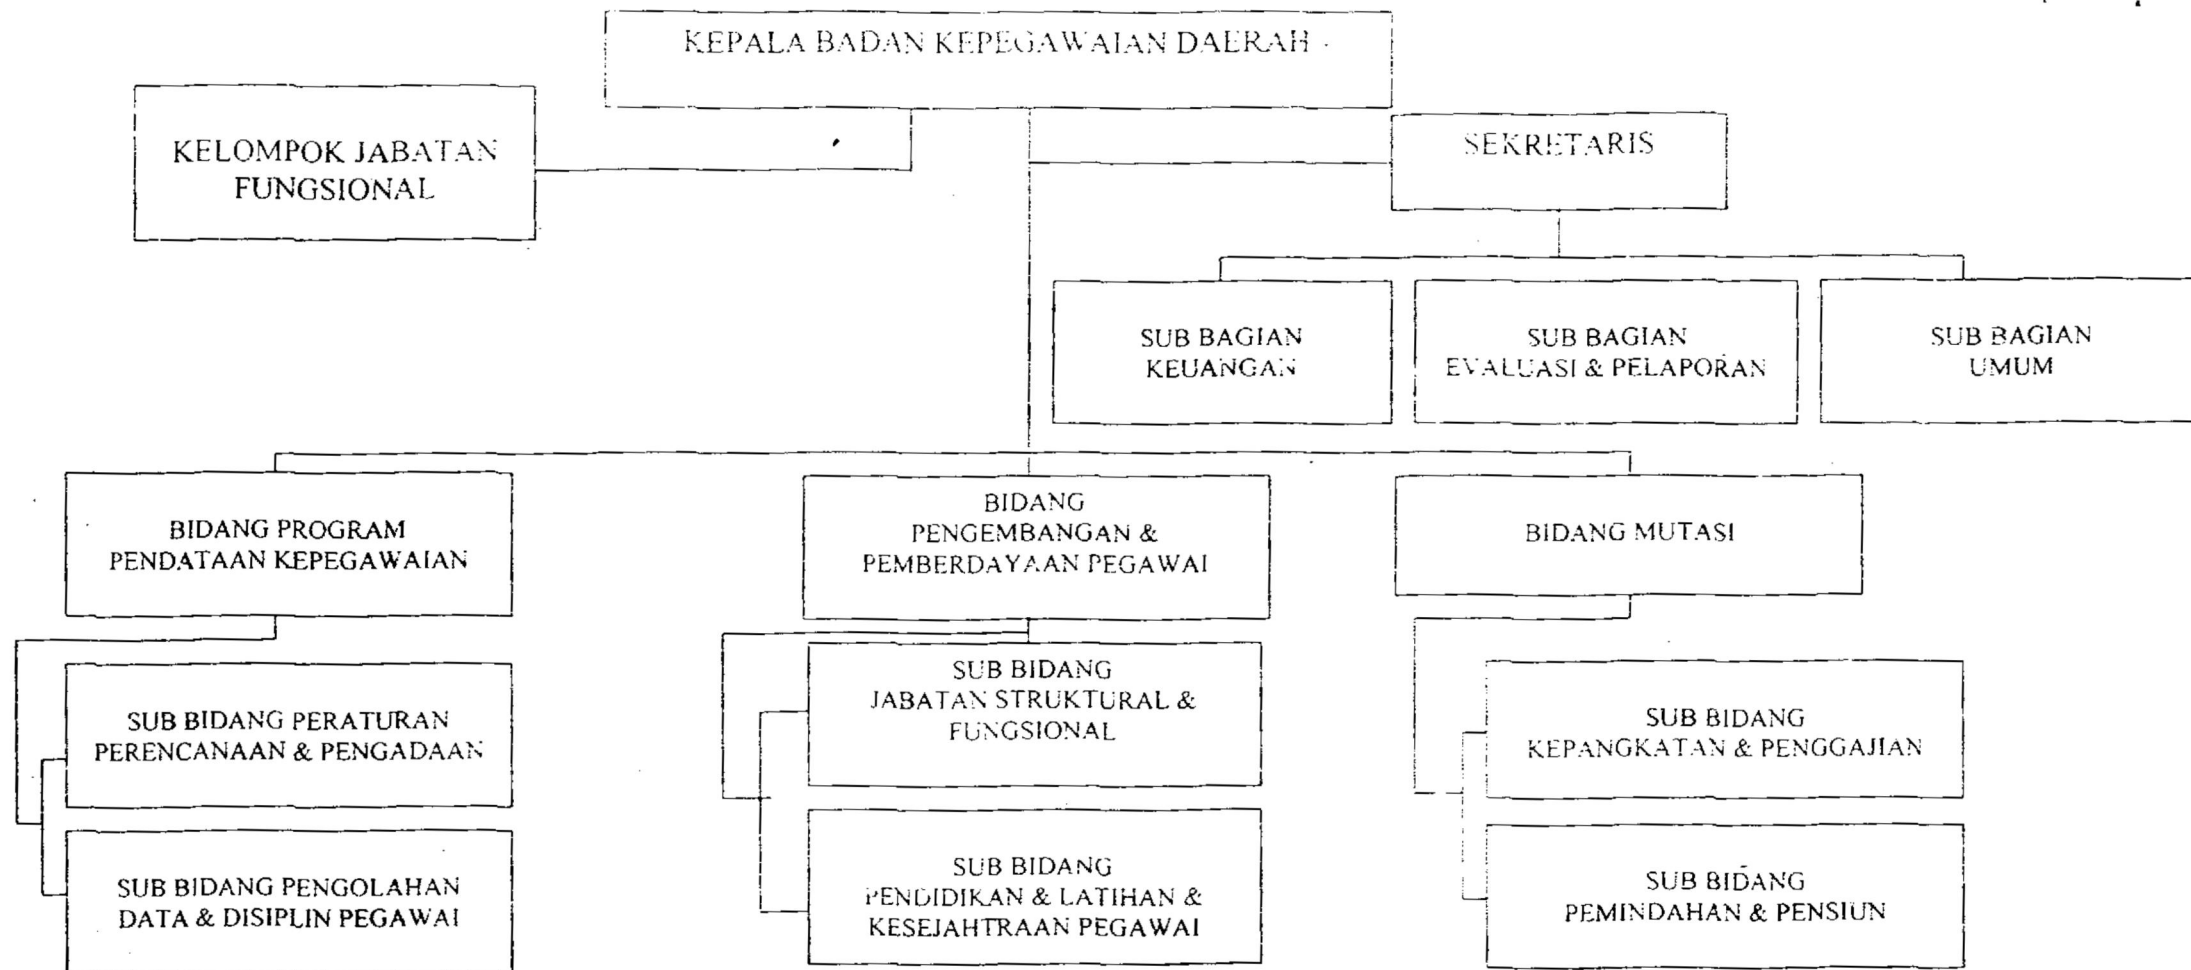 KEPALA BADAN KEPEGAWAIAN DAERAH
KELOMPOK JABATAN
FUNGSIONAL
SEKRETARIS
SUB BAGIAN
KEUANGAN
SUB BAGIAN
EVALUASI & PELAPORAN
SUB BAGIAN
UMUM
BIDANG PROGRAM
PENDATAAN KEPEGAWAIAN
BIDANG
PENGEMBANGAN &
PEMBERDAYAAN PEGAWAI
BIDANG MUTASI
SUB BIDANG PERATURAN
PERENCANAAN & PENGADAAN
SUB BIDANG
JABATAN STRUKTURAL &
FUNGSIONAL
SUB BIDANG
KEPANGKATAN & PENGGAJIAN
SUB BIDANG PENGOLAHAN
DATA & DISIPLIN PEGAWAI
SUB BIDANG
PENDIDIKAN & LATIHAN &
KESEJAHTRAAN PEGAWAI
SUB BIDANG
PEMINDAHAN & PENSIUN